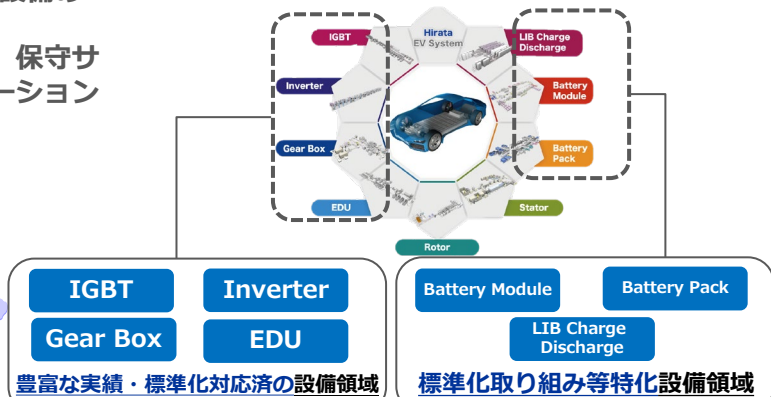 保守サ
ーション
Hirata
EV System
IGBT
LIB Charge
Discharge
Inverter
Battery
Module
Gear Box
Battery
Pack
EDU
Stator
Rotor
IGBT
Inverter
Gear Box
EDU
豊富な実績・標準化対応済の設備領域
Battery Module
Battery Pack
LIB Charge
Discharge
標準化取り組み等特化設備領域